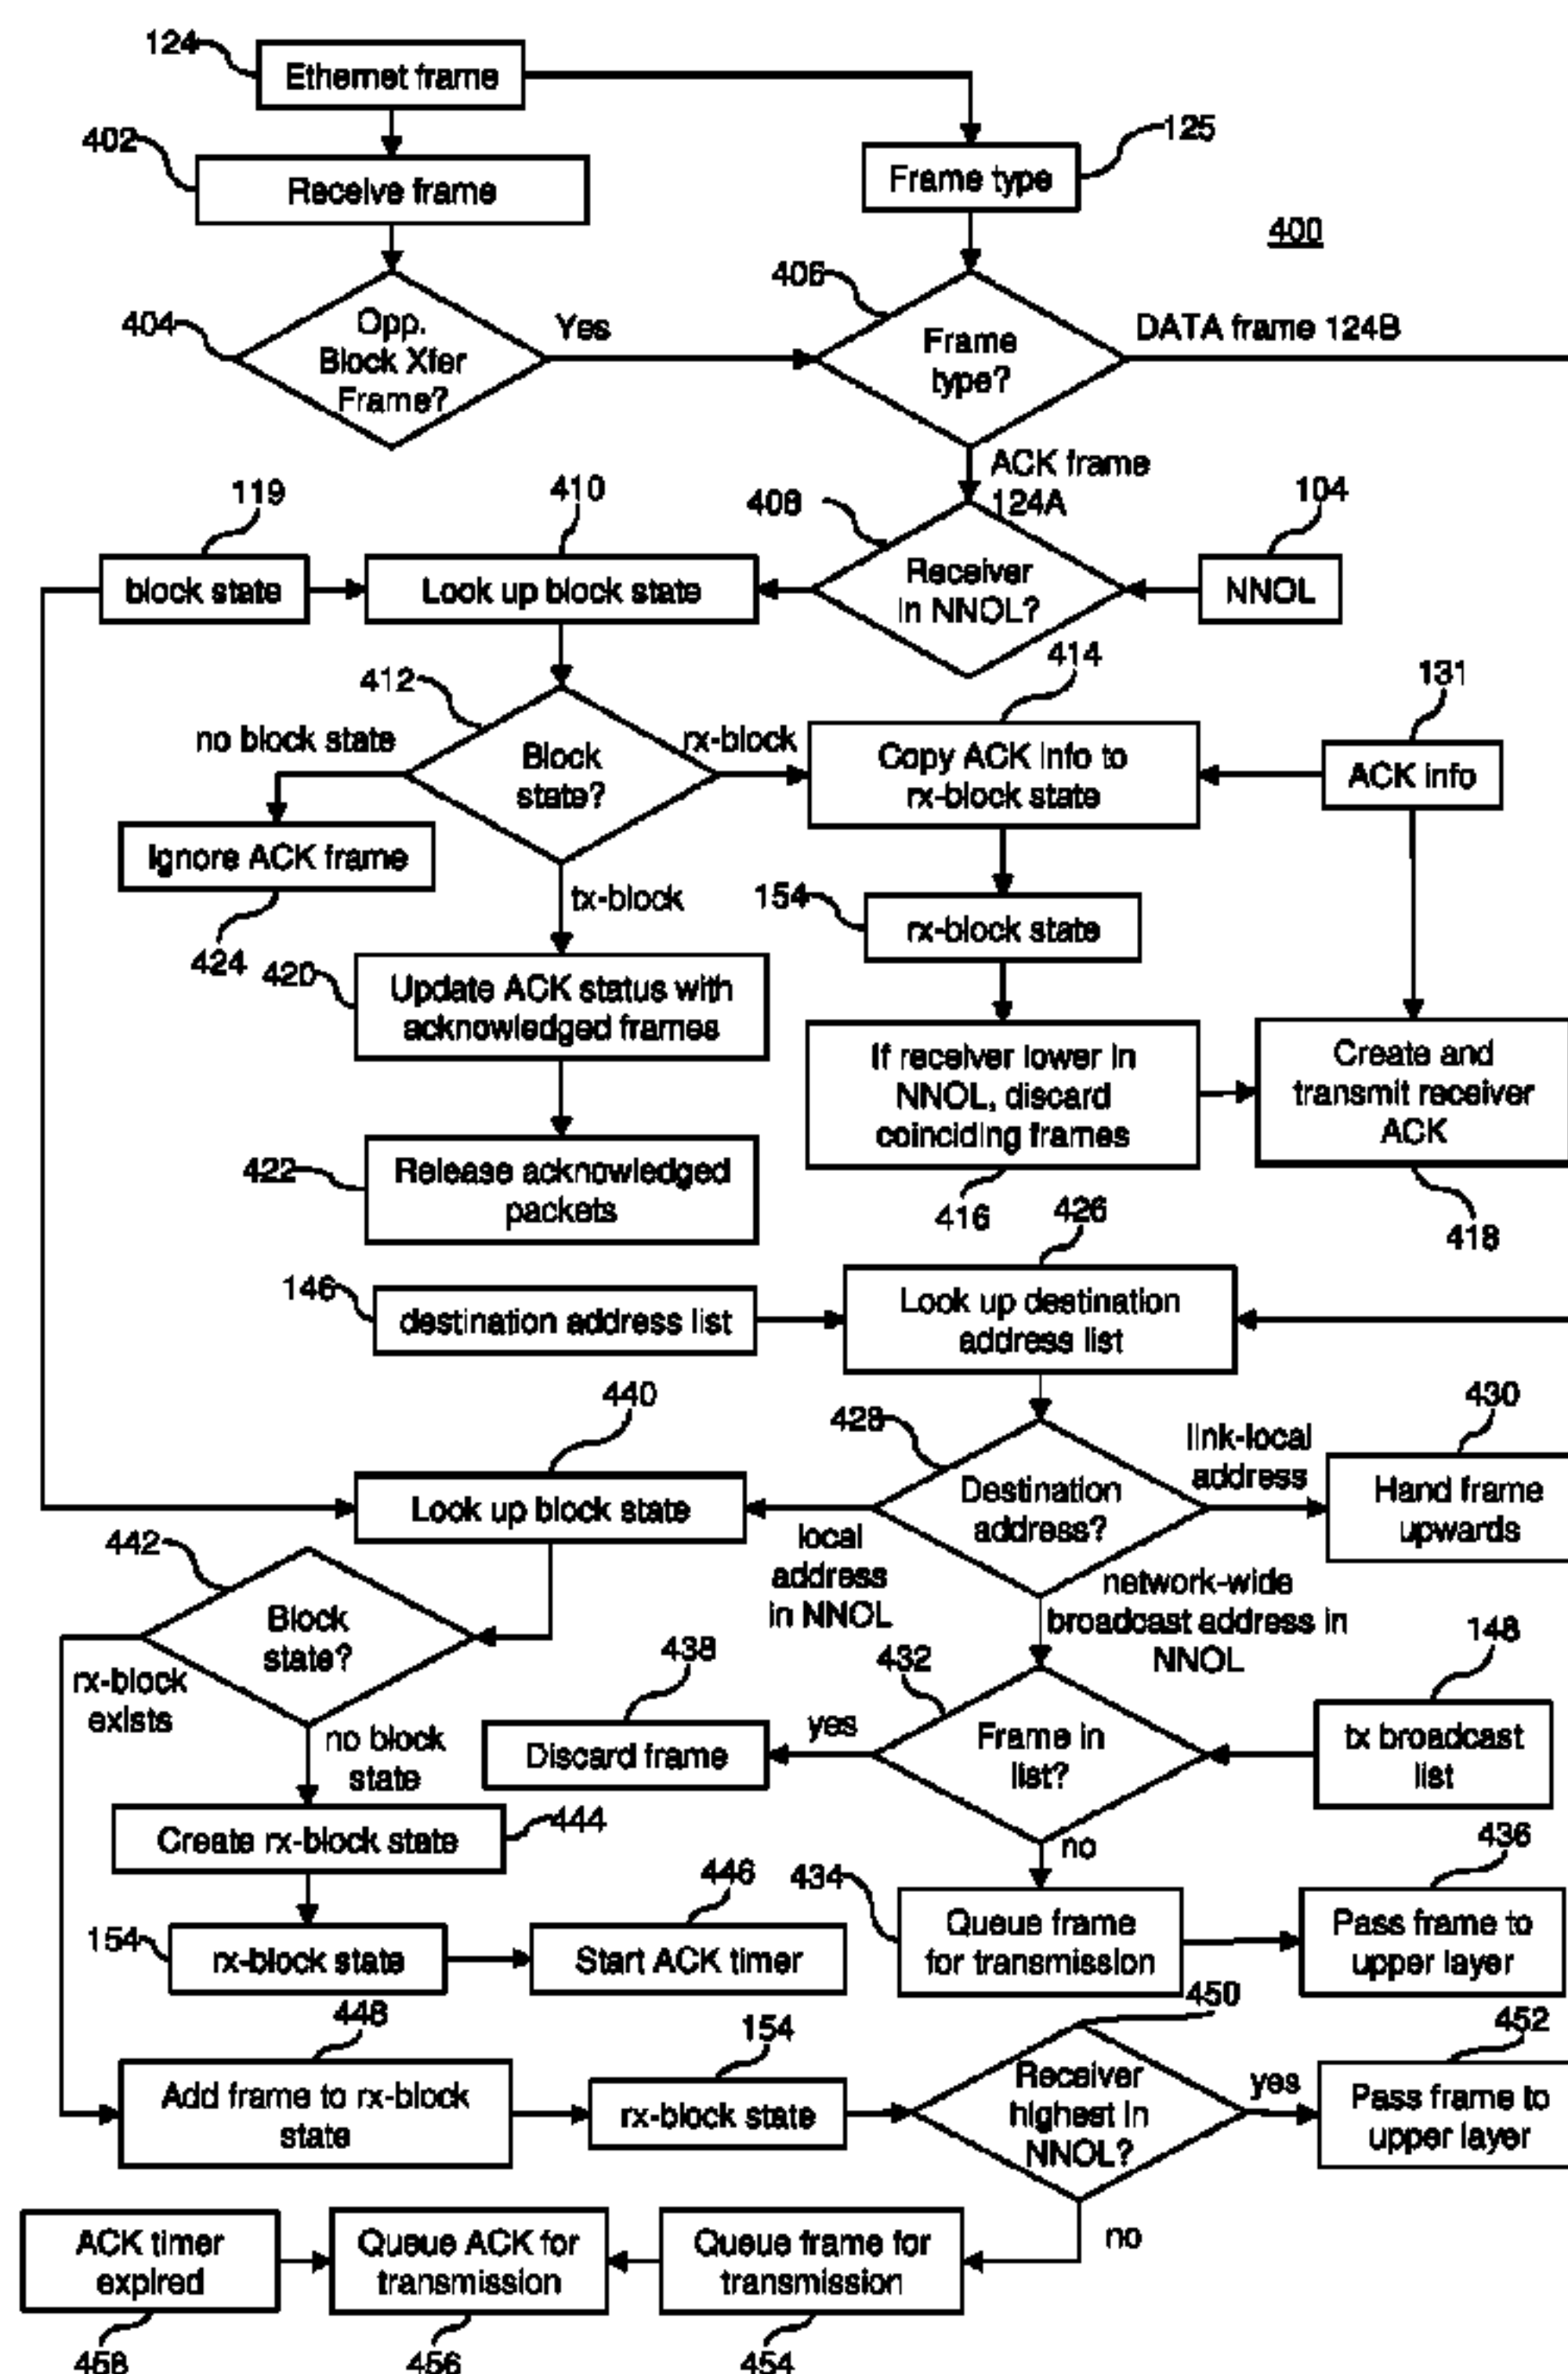 124
Ethernet frame
402
Receive frame
125
Frame type
400
404
Opp.
Block Xfer
Frame?
Yes
406
Frame
type?
DATA frame 124B
ACK frame
124A
119
block state
410
Look up block state
408
Receiver
in NNOL?
104
NNOL
412
no block state
Block
state?
rx-block
414
Copy ACK info to
rx-block state
131
ACK info
Ignore ACK frame
424
tx-block
154
rx-block state
420
Update ACK status with
acknowledged frames
If receiver lower in
NNOL, discard
coinciding frames
416
Create and
transmit receiver
ACK
418
422
Release acknowledged
packets
426
146
destination address list
Look up destination
address list
440
Look up block state
428
Destination
address?
link-local
address
430
Hand frame
upwards
local
address
in NNOL
network-wide
broadcast address in
NNOL
442
Block
state?
rx-block
exists
no block
state
438
Discard frame
yes
432
Frame in
list?
148
tx broadcast
list
no
Create rx-block state
444
434
Queue frame
for transmission
436
Pass frame to
upper layer
154
rx-block state
446
Start ACK timer
448
Add frame to rx-block
state
154
rx-block state
450
Receiver
highest in
NNOL?
yes
452
Pass frame to
upper layer
no
ACK timer
expired
458
Queue ACK for
transmission
456
Queue frame for
transmission
454